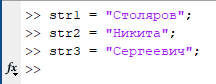 >> str1 = "Столяров";
>> str2 = "Никита";
>> str3 = "Сергеевич";
fx >>